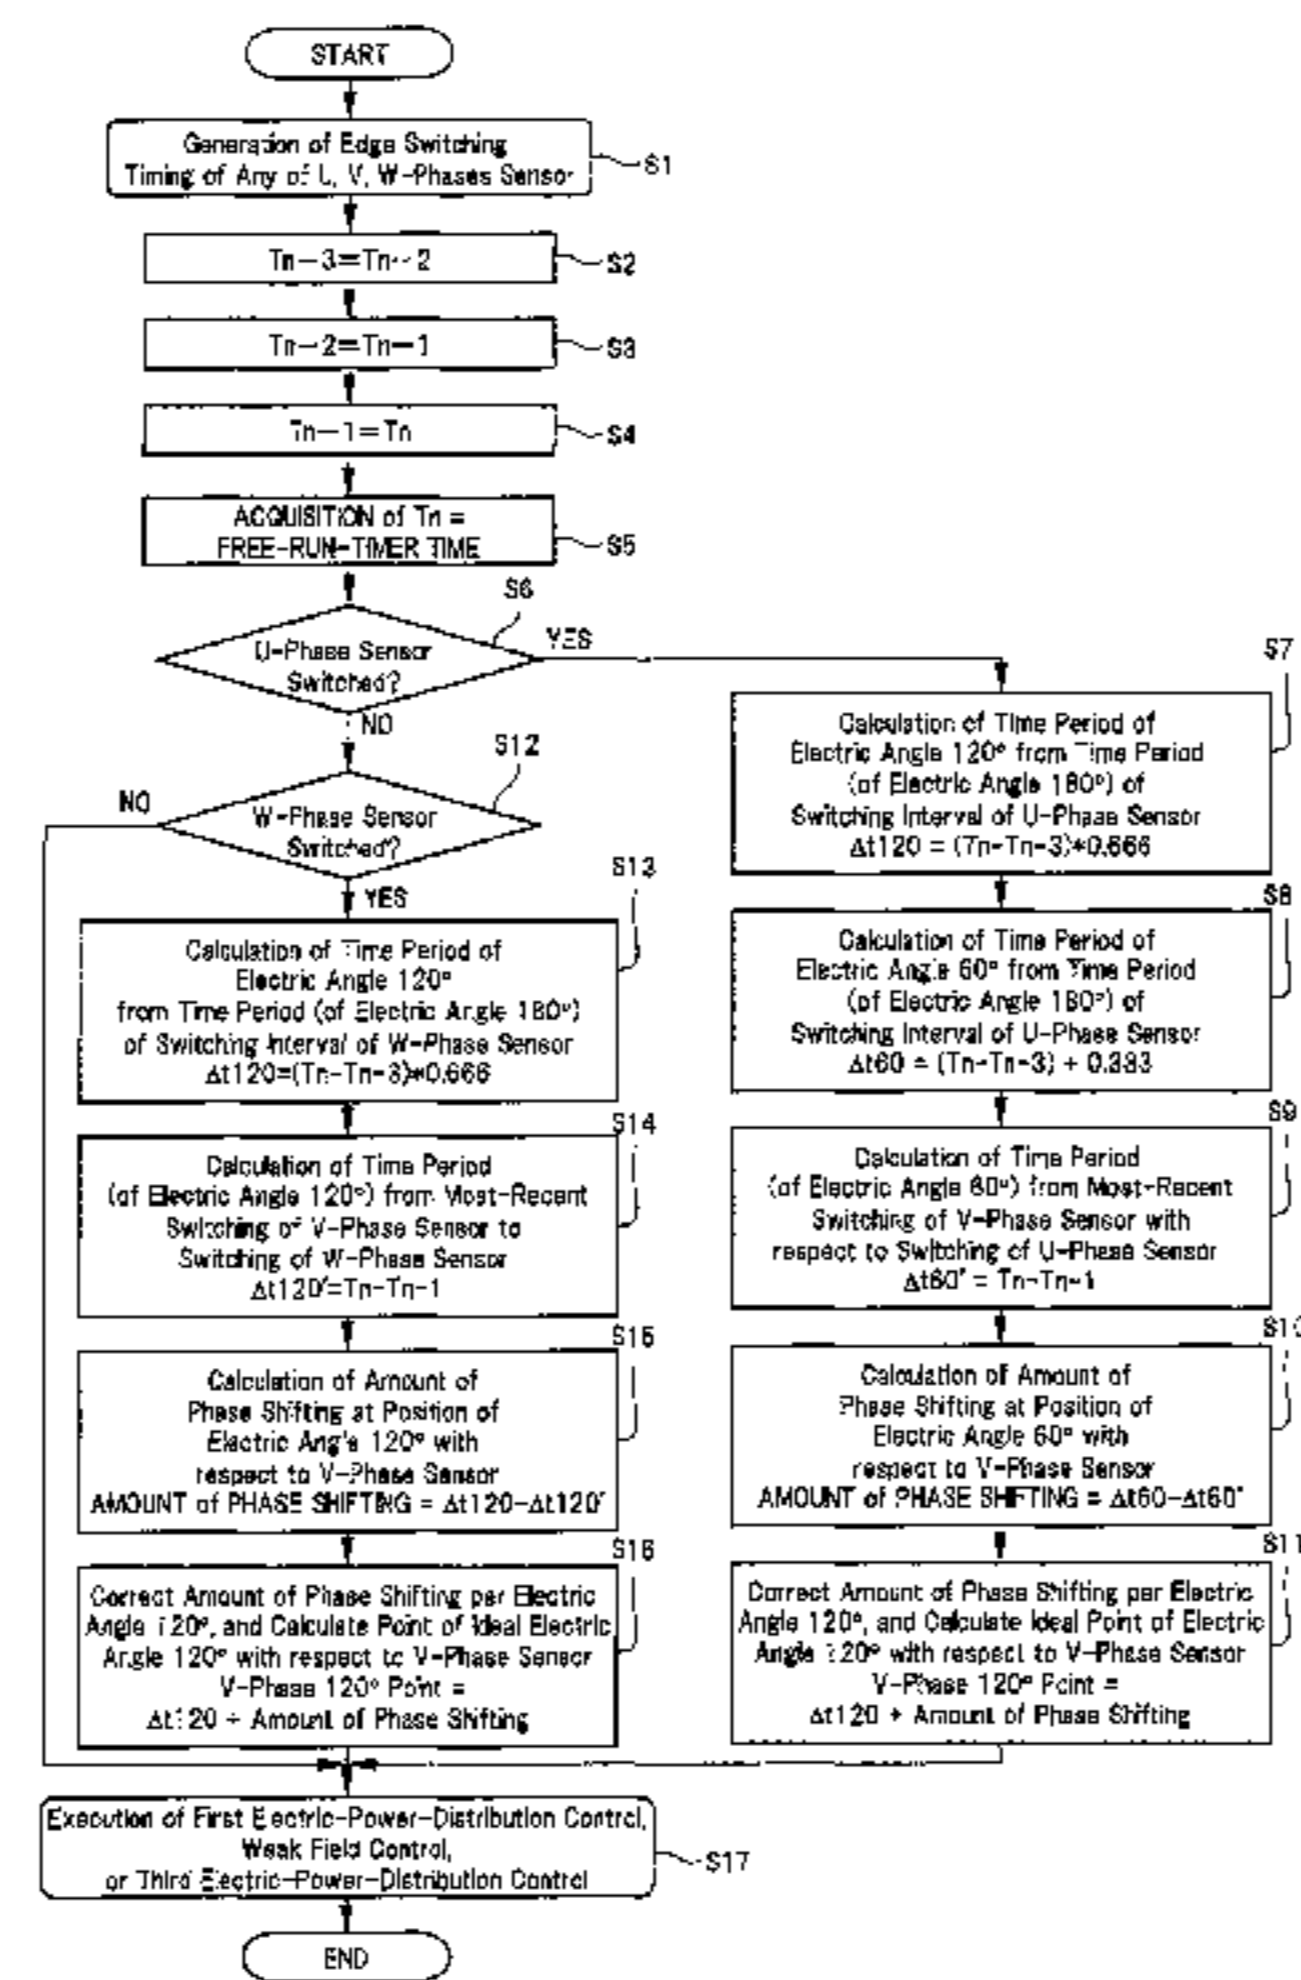 START
Generation of Edge Switching
Timing of Any of U, V, W-Phases Sensor
S1
Tn-3=Tn-2
S2
Tn-2=Tn-1
S3
Tn-1=Tn
S4
ACQUISITION of Tn =
FREE-RUN-TIMER TIME
S5
S6
U-Phase Sensor
Switched?
YES
NO
S7
Calculation of Time Period of
Electric Angle 120° from Time Period
(of Electric Angle 180°) of
Switching Interval of U-Phase Sensor
Δt120 = (Tn-Tn-3)*0.666
S8
Calculation of Time Period of
Electric Angle 60° from Time Period
(of Electric Angle 180°) of
Switching Interval of U-Phase Sensor
Δt60 = (Tn-Tn-3) + 0.333
S9
Calculation of Time Period
(of Electric Angle 60°) from Most-Recent
Switching of V-Phase Sensor with
respect to Switching of U-Phase Sensor
Δt60' = Tn-Tn-1
S10
Calculation of Amount of
Phase Shifting at Position of
Electric Angle 60° with
respect to V-Phase Sensor
AMOUNT of PHASE SHIFTING = Δt60-Δt60'
S11
Correct Amount of Phase Shifting per Electric
Angle 120°, and Calculate Ideal Point of Electric
Angle 120° with respect to V-Phase Sensor
V-Phase 120° Point =
Δt120 + Amount of Phase Shifting
S12
W-Phase Sensor
Switched?
NO
YES
S13
Calculation of Time Period of
Electric Angle 120°
from Time Period (of Electric Angle 180°)
of Switching Interval of W-Phase Sensor
Δt120=(Tn-Tn-3)*0.666
S14
Calculation of Time Period
(of Electric Angle 120°) from Most-Recent
Switching of V-Phase Sensor to
Switching of W-Phase Sensor
Δt120'=Tn-Tn-1
S15
Calculation of Amount of
Phase Shifting at Position of
Electric Angle 120° with
respect to V-Phase Sensor
AMOUNT of PHASE SHIFTING = Δt120-Δt120'
S16
Correct Amount of Phase Shifting per Electric
Angle 120°, and Calculate Point of Ideal Electric
Angle 120° with respect to V-Phase Sensor
V-Phase 120° Point =
Δt120 + Amount of Phase Shifting
Execution of First Electric-Power-Distribution Control,
Weak Field Control,
or Third Electric-Power-Distribution Control
S17
END